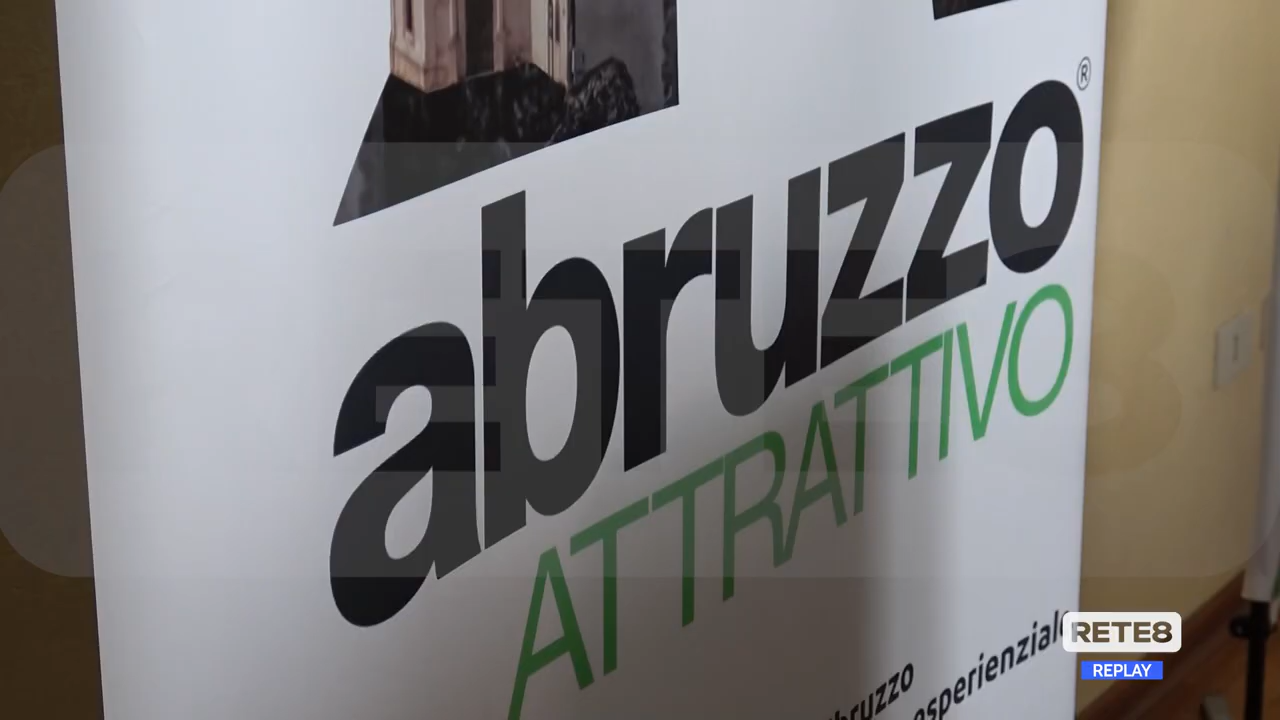 abruzzo®
ATTRATTIVO
abruzzo
esperienziale
RETE8
REPLAY